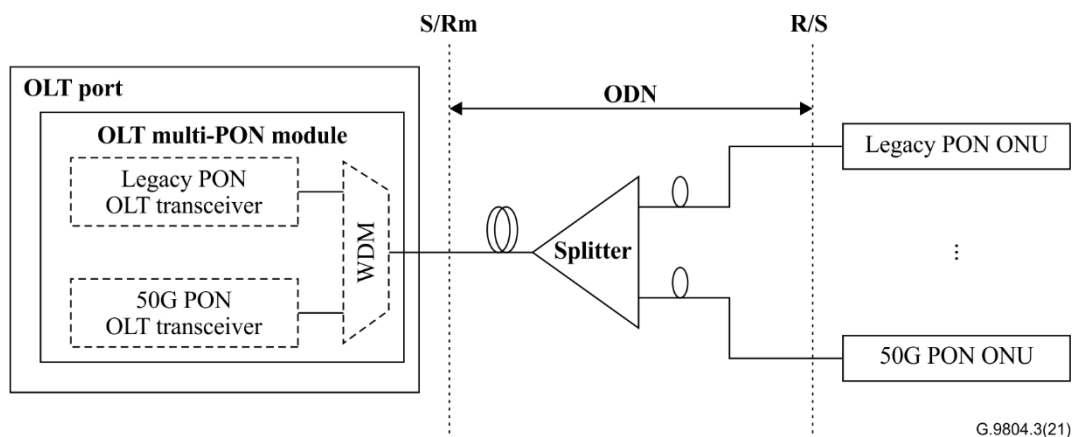 S/Rm
R/S
OLT port
ODN
OLT multi-PON module
Legacy PON
OLT transceiver
WDM
50G PON
OLT transceiver
Splitter
Legacy PON ONU
...
50G PON ONU
G.9804.3(21)